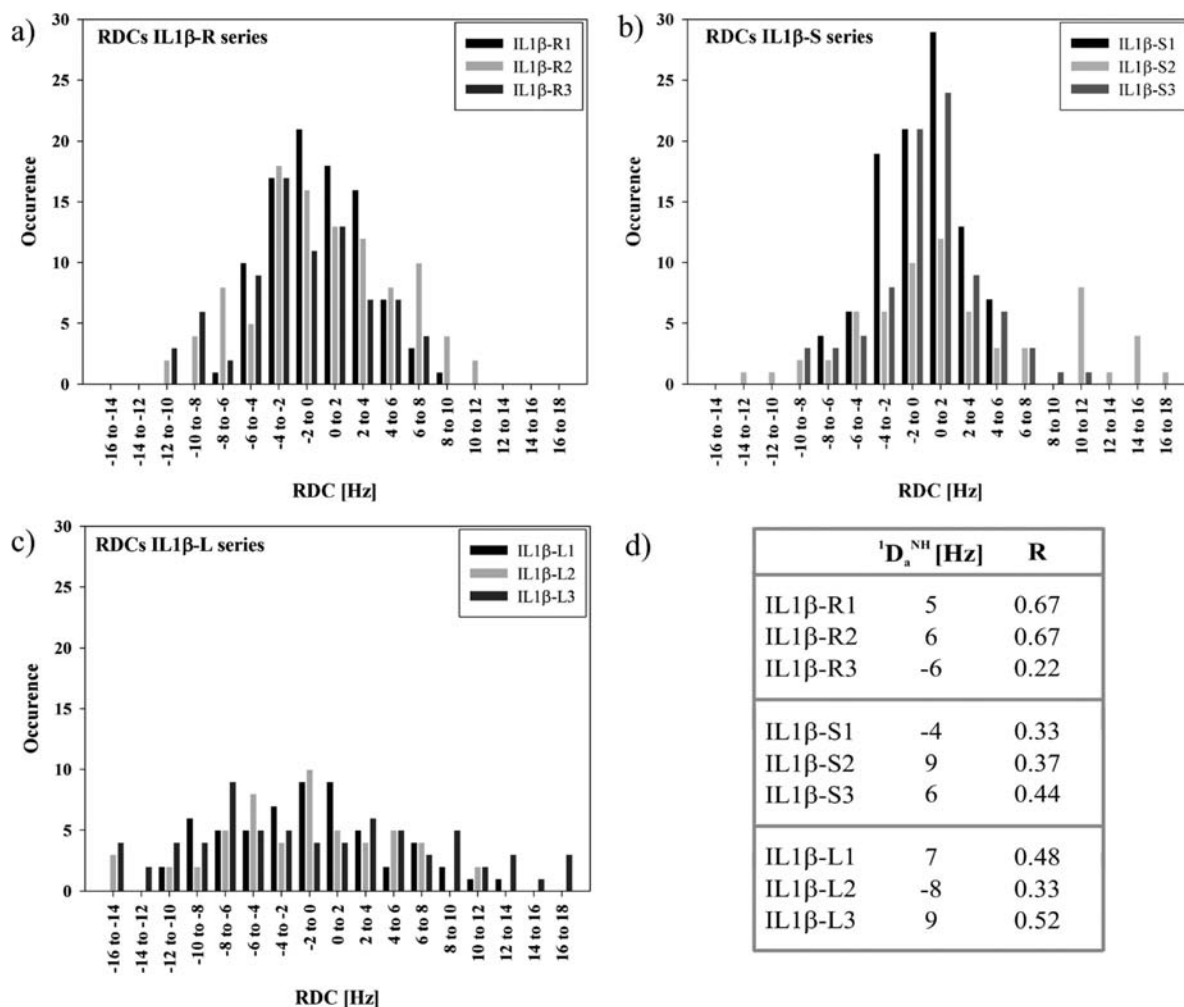 a)
RDCs IL1β-R series
IL1β-R1
IL1β-R2
IL1β-R3
Occurence
30
25
20
15
10
5
0
-16 to -14
-14 to -12
-12 to -10
-10 to -8
-8 to -6
-6 to -4
-4 to -2
-2 to 0
0 to 2
2 to 4
4 to 6
6 to 8
8 to 10
10 to 12
12 to 14
14 to 16
16 to 18
RDC [Hz]
b)
RDCs IL1β-S series
IL1β-S1
IL1β-S2
IL1β-S3
Occurence
30
25
20
15
10
5
0
-16 to -14
-14 to -12
-12 to -10
-10 to -8
-8 to -6
-6 to -4
-4 to -2
-2 to 0
0 to 2
2 to 4
4 to 6
6 to 8
8 to 10
10 to 12
12 to 14
14 to 16
16 to 18
RDC [Hz]
c)
RDCs IL1β-L series
IL1β-L1
IL1β-L2
IL1β-L3
Occurence
30
25
20
15
10
5
0
-16 to -14
-14 to -12
-12 to -10
-10 to -8
-8 to -6
-6 to -4
-4 to -2
-2 to 0
0 to 2
2 to 4
4 to 6
6 to 8
8 to 10
10 to 12
12 to 14
14 to 16
16 to 18
RDC [Hz]
d)
¹Dₐᴺᴴ [Hz] R
IL1β-R1 5 0.67
IL1β-R2 6 0.67
IL1β-R3 -6 0.22
IL1β-S1 -4 0.33
IL1β-S2 9 0.37
IL1β-S3 6 0.44
IL1β-L1 7 0.48
IL1β-L2 -8 0.33
IL1β-L3 9 0.52